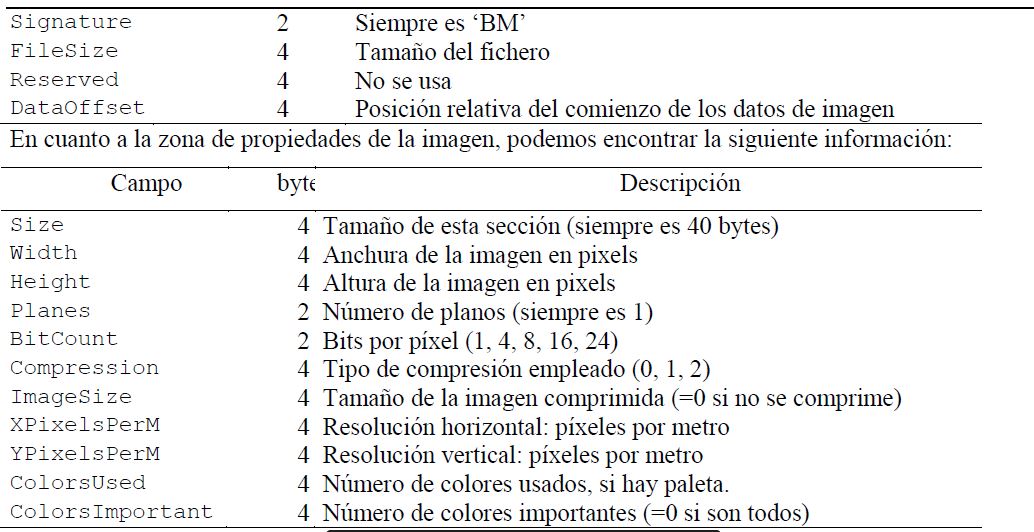 Signature 2 Siempre es ‘BM’
FileSize 4 Tamaño del fichero
Reserved 4 No se usa
DataOffset 4 Posición relativa del comienzo de los datos de imagen
En cuanto a la zona de propiedades de la imagen, podemos encontrar la siguiente información:
Campo byte Descripción
Size 4 Tamaño de esta sección (siempre es 40 bytes)
Width 4 Anchura de la imagen en pixels
Height 4 Altura de la imagen en pixels
Planes 2 Número de planos (siempre es 1)
BitCount 2 Bits por píxel (1, 4, 8, 16, 24)
Compression 4 Tipo de compresión empleado (0, 1, 2)
ImageSize 4 Tamaño de la imagen comprimida (=0 si no se comprime)
XPixelsPerM 4 Resolución horizontal: píxeles por metro
YPixelsPerM 4 Resolución vertical: píxeles por metro
ColorsUsed 4 Número de colores usados, si hay paleta.
ColorsImportant 4 Número de colores importantes (=0 si son todos)